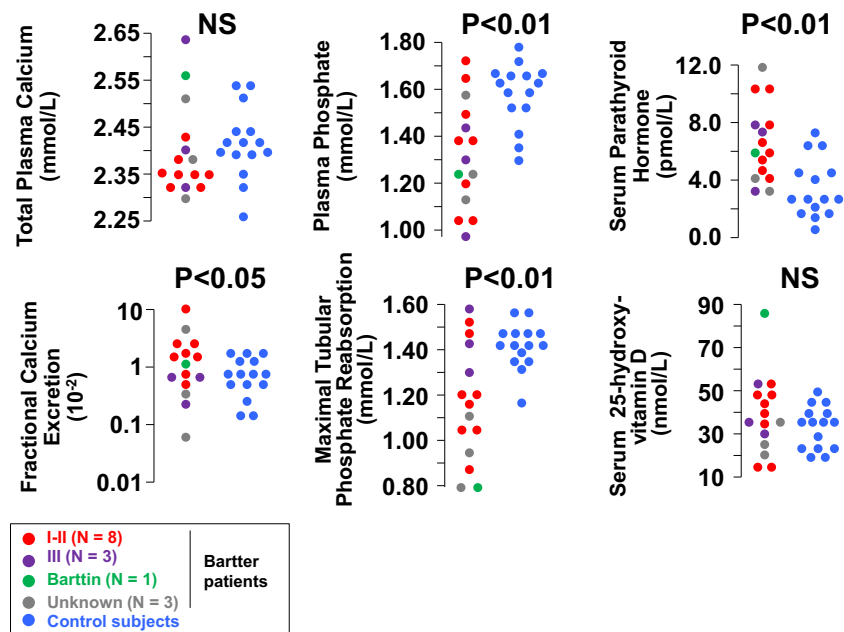 NS
Total Plasma Calcium
(mmol/L)
2.65
2.55
2.45
2.35
2.25
P<0.01
Plasma Phosphate
(mmol/L)
1.80
1.60
1.40
1.20
1.00
P<0.01
Serum Parathyroid
Hormone
(pmol/L)
12.0
8.0
4.0
0.0
P<0.05
Fractional Calcium
Excretion
(10-2)
10
1
0.1
0.01
P<0.01
Maximal Tubular
Phosphate Reabsorption
(mmol/L)
1.60
1.40
1.20
1.00
0.80
NS
Serum 25-hydroxy-
vitamin D
(nmol/L)
90
70
50
30
10
I-II (N = 8)
III (N = 3)
Barttin (N = 1)
Unknown (N = 3)
Control subjects
Bartter
patients